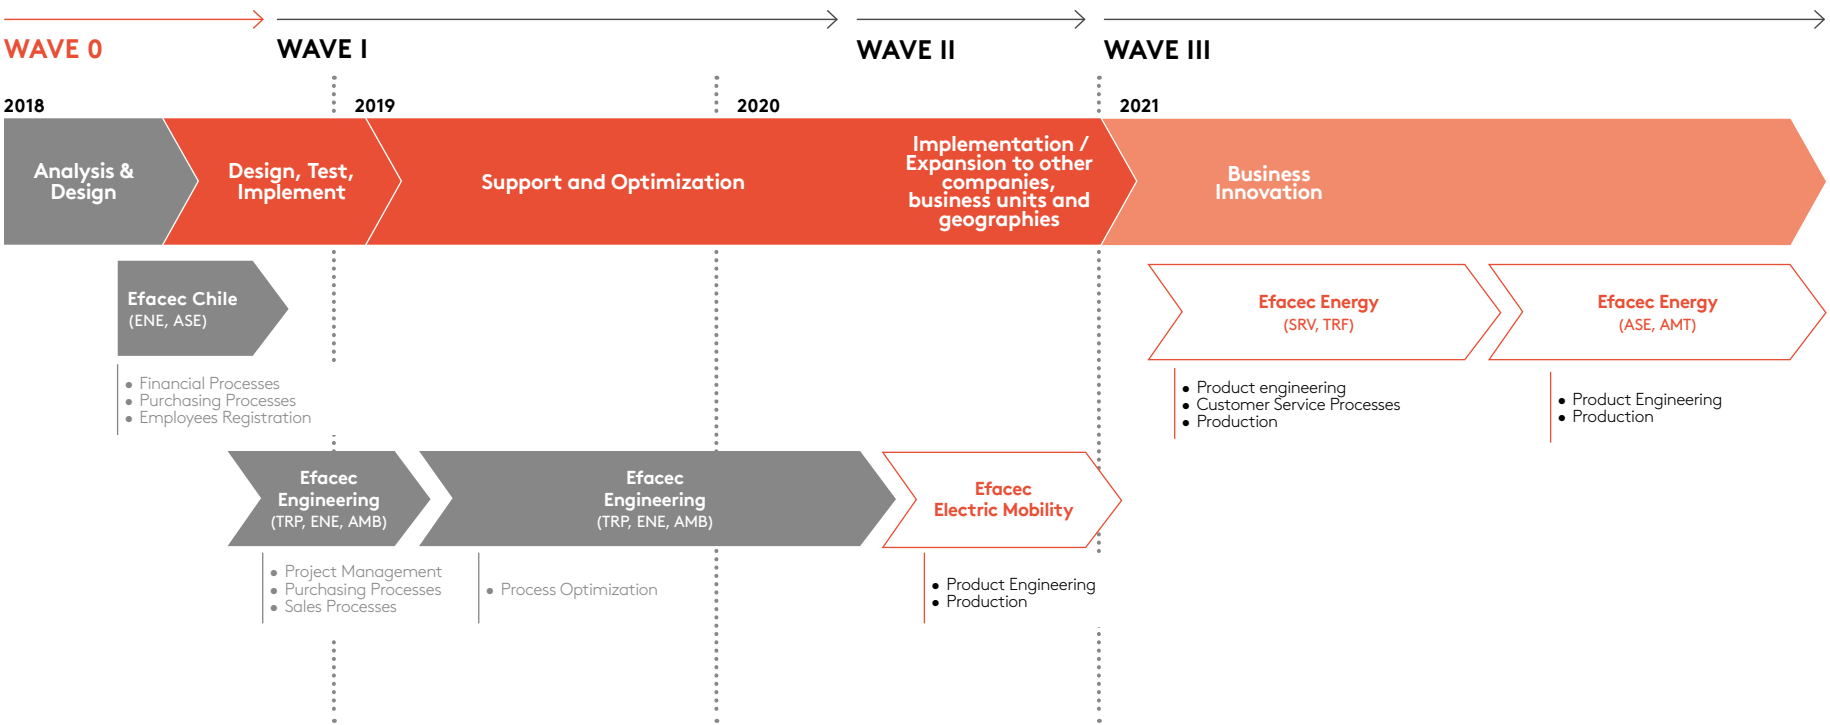 WAVE 0
WAVE I
WAVE II
WAVE III
2018
2019
2020
2021
Analysis &
Design
Design, Test,
Implement
Support and Optimization
Implementation /
Expansion to other
companies,
business units and
geographies
Business
Innovation
Efacec Chile
(ENE, ASE)
• Financial Processes
• Purchasing Processes
• Employees Registration
Efacec Energy
(SRV, TRF)
• Product engineering
• Customer Service Processes
• Production
Efacec Energy
(ASE, AMT)
• Product Engineering
• Production
Efacec
Engineering
(TRP, ENE, AMB)
• Project Management
• Purchasing Processes
• Sales Processes
Efacec
Engineering
(TRP, ENE, AMB)
• Process Optimization
Efacec
Electric Mobility
• Product Engineering
• Production